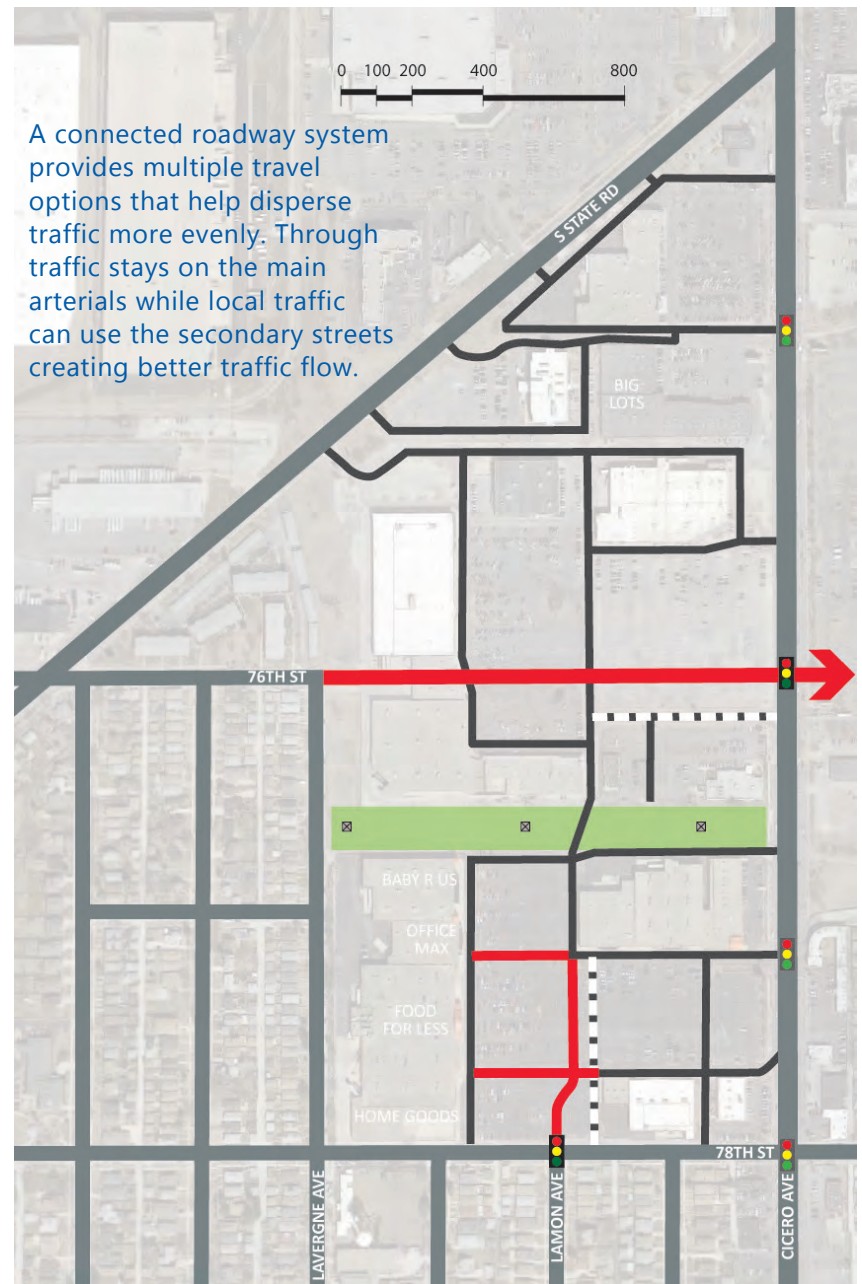 0 100 200 400 800
A connected roadway system
provides multiple travel
options that help disperse
traffic more evenly. Through
traffic stays on the main
arterials while local traffic
can use the secondary streets
creating better traffic flow.
S STATE RD
BIG
LOTS
76TH ST
BABY R US
OFFICE
MAX
FOOD
FOR LESS
HOME GOODS
78TH ST
LAVERGNE AVE
LAMON AVE
CICERO AVE